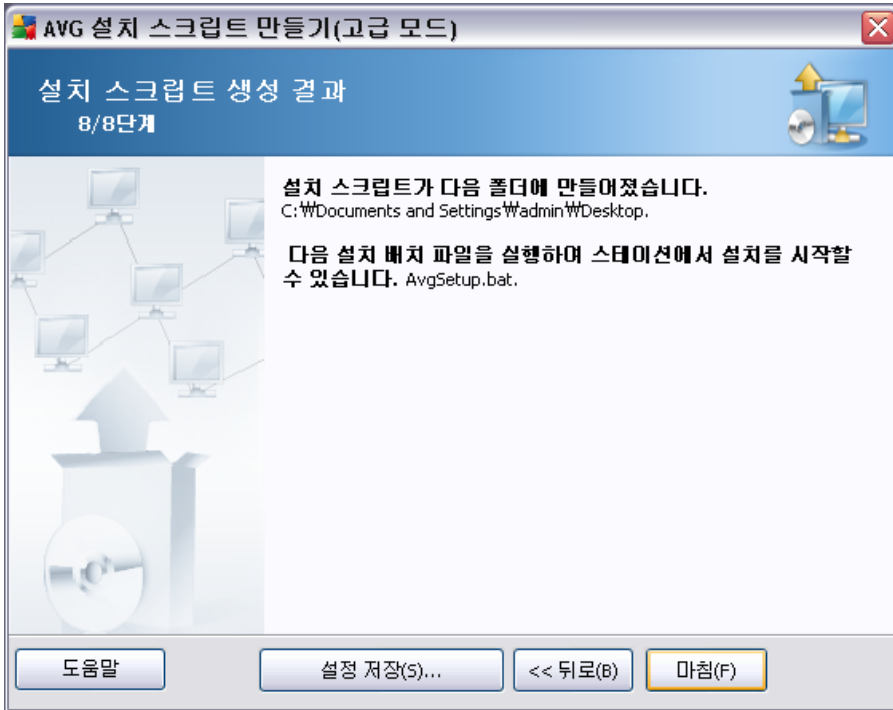 AVG 설치 스크립트 만들기(고급 모드)
설치 스크립트 생성 결과
8/8단계
설치 스크립트가 다음 폴더에 만들어졌습니다.
C:₩Documents and Settings₩admin₩Desktop.
다음 설치 배치 파일을 실행하여 스테이션에서 설치를 시작할
수 있습니다. AvgSetup.bat.
도움말
설정 저장(S)...
<< 뒤로(B)
마침(F)